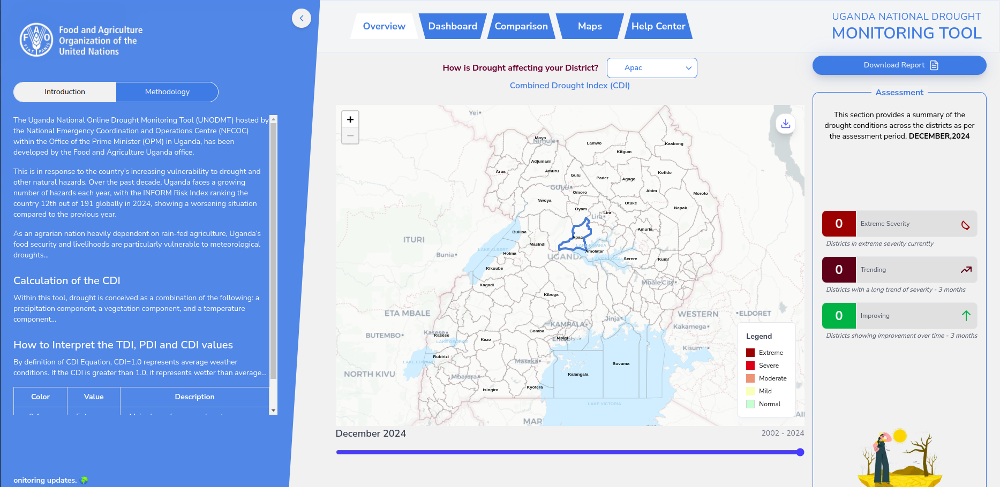 Food and Agriculture
Organization of the
United Nations
F A O
FIAT PANIS
Introduction
Methodology
The Uganda National Online Drought Monitoring Tool (UNODMT) hosted by
the National Emergency Coordination and Operations Centre (NECOC)
within the Office of the Prime Minister (OPM) in Uganda, has been
developed by the Food and Agriculture Uganda office.
This is in response to the country's increasing vulnerability to drought and
other natural hazards. Over the past decade, Uganda faces a growing
number of hazards each year, with the INFORM Risk Index ranking the
country 12th out of 191 globally in 2024, showing a worsening situation
compared to the previous year.
As an agrarian nation heavily dependent on rain-fed agriculture, Uganda's
food security and livelihoods are particularly vulnerable to meteorological
droughts...
Calculation of the CDI
Within this tool, drought is conceived as a combination of the following: a
precipitation component, a vegetation component, and a temperature
component...
How to Interpret the TDI, PDI and CDI values
By definition of CDI Equation, CDI=1.0 represents average weather
conditions. If the CDI is greater than 1.0, it represents wetter than average...
Color Value Description
onitoring updates.
Overview
Dashboard
Comparison
Maps
Help Center
UGANDA NATIONAL DROUGHT
MONITORING TOOL
How is Drought affecting your District?
Apac
Combined Drought Index (CDI)
+
−
Yei
Moyo
Nimule
Lamwo
Kaabong
Kitgum
Adjumani
Arua
Amuru
Gulu
Pader
Agago
Kotido
GULU
Omoro
Abim
Moroto
Nwoya
Otuke
Napak
Oyam
Lira
Lira
Amuria
Buliisa
Apac
ITURI
Masindi
LAKE KWANIA
LAKE ALBERT
Amolatar
Bunia
Hoima
UGANDA
LAKE KYOGA
Serere
Kumi
Kikuube
Kagadi
Mbale City
Kiboga
ETA MBALE
WESTERN
ELDORET
Jinja
KAMPALA
Kakamega
Gomba
BUTEMBO
Kasese
Kasese
Kazo
Mpigi
LAKE GEORGE
Kisumu
Rubirizi
LAKE EDWARD
Masaka
Buvuma
NORTH KIVU
Mbarara
Kalangala
Isingiro
Kyotera
LAKE VICTORIA
MAR
Legend
Extreme
Severe
Moderate
Mild
Normal
December 2024
2002 - 2024
Download Report
Assessment
This section provides a summary of the
drought conditions across the districts as per
the assessment period, DECEMBER,2024
0 Extreme Severity
Districts in extreme severity currently
0 Trending
Districts with a long trend of severity - 3 months
0 Improving
Districts showing improvement over time - 3 months